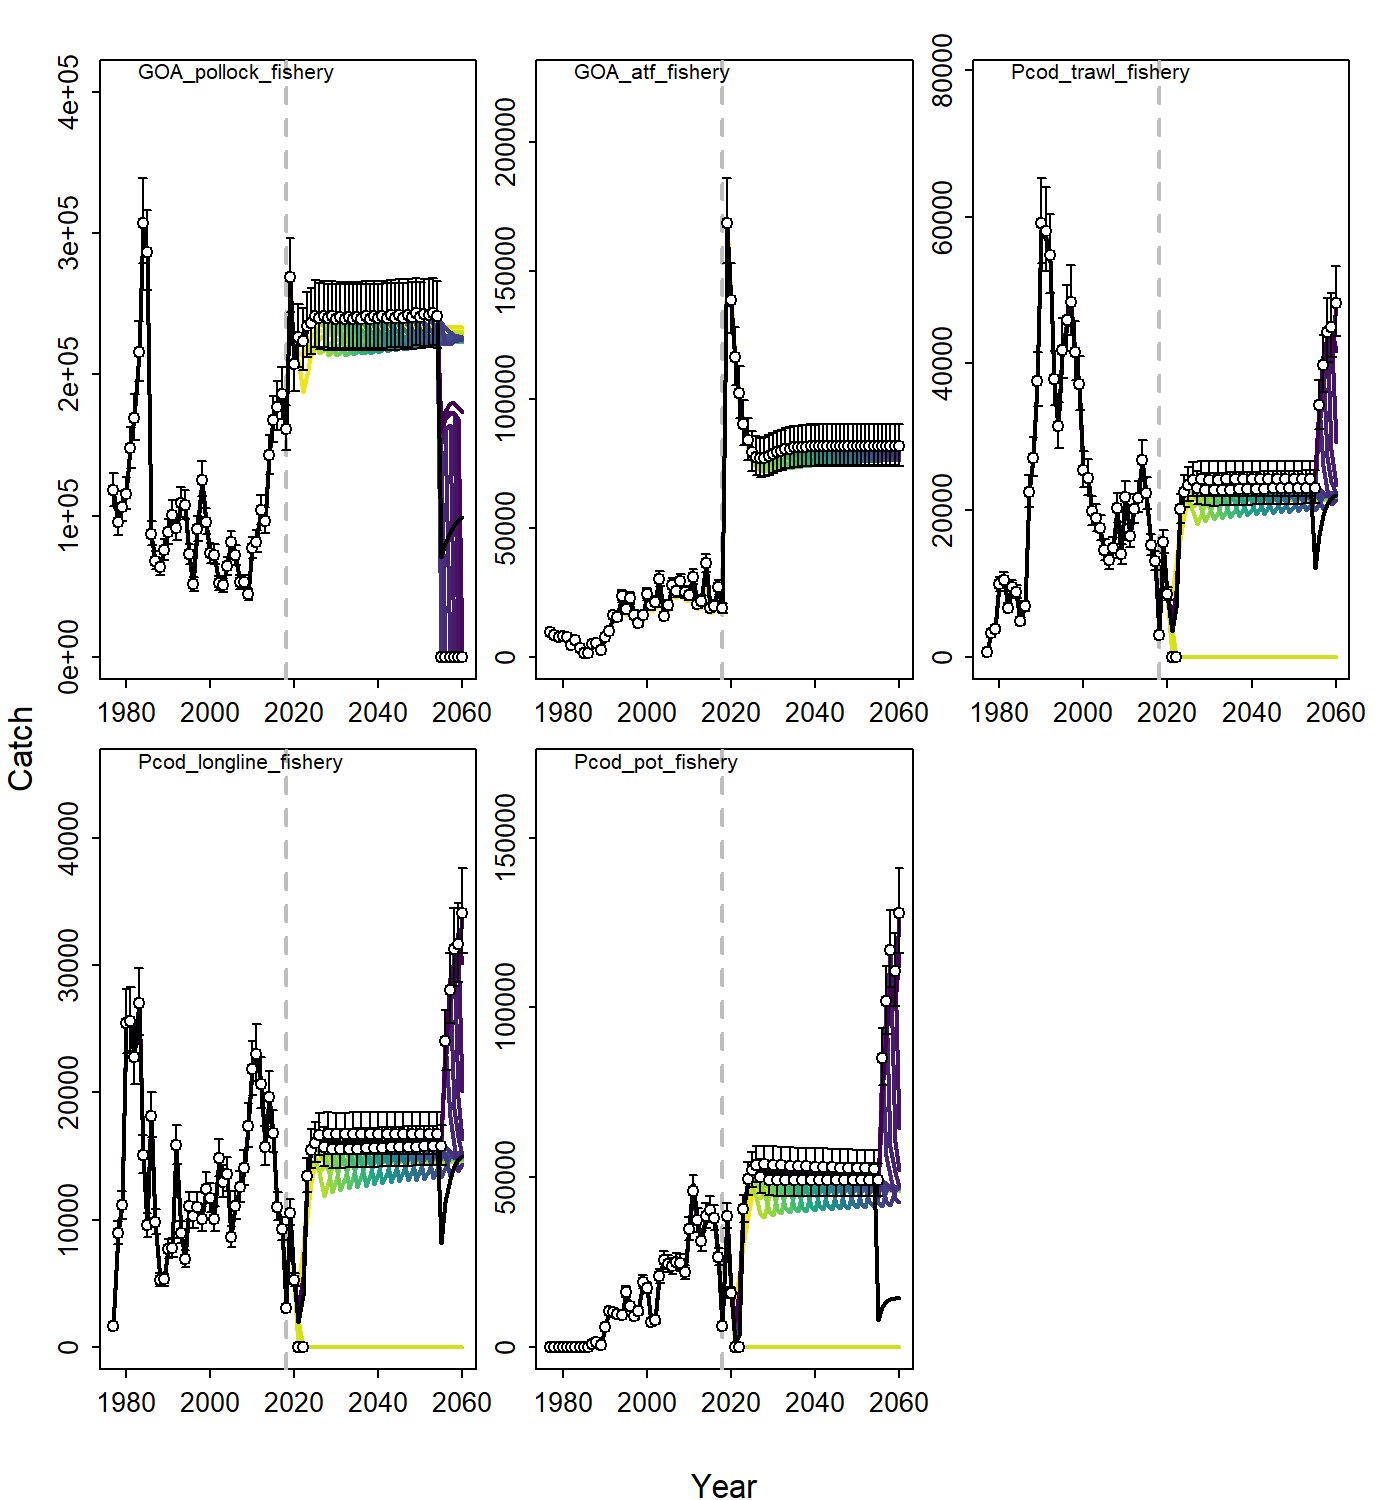 GOA_pollock_fishery
0e+00 1e+05 2e+05 3e+05 4e+05
1980 2000 2020 2040 2060
GOA_atf_fishery
0 50000 100000 150000 200000
1980 2000 2020 2040 2060
Pcod_trawl_fishery
0 20000 40000 60000 80000
1980 2000 2020 2040 2060
Catch
Pcod_longline_fishery
0 10000 20000 30000 40000
1980 2000 2020 2040 2060
Pcod_pot_fishery
0 50000 100000 150000
1980 2000 2020 2040 2060
Year